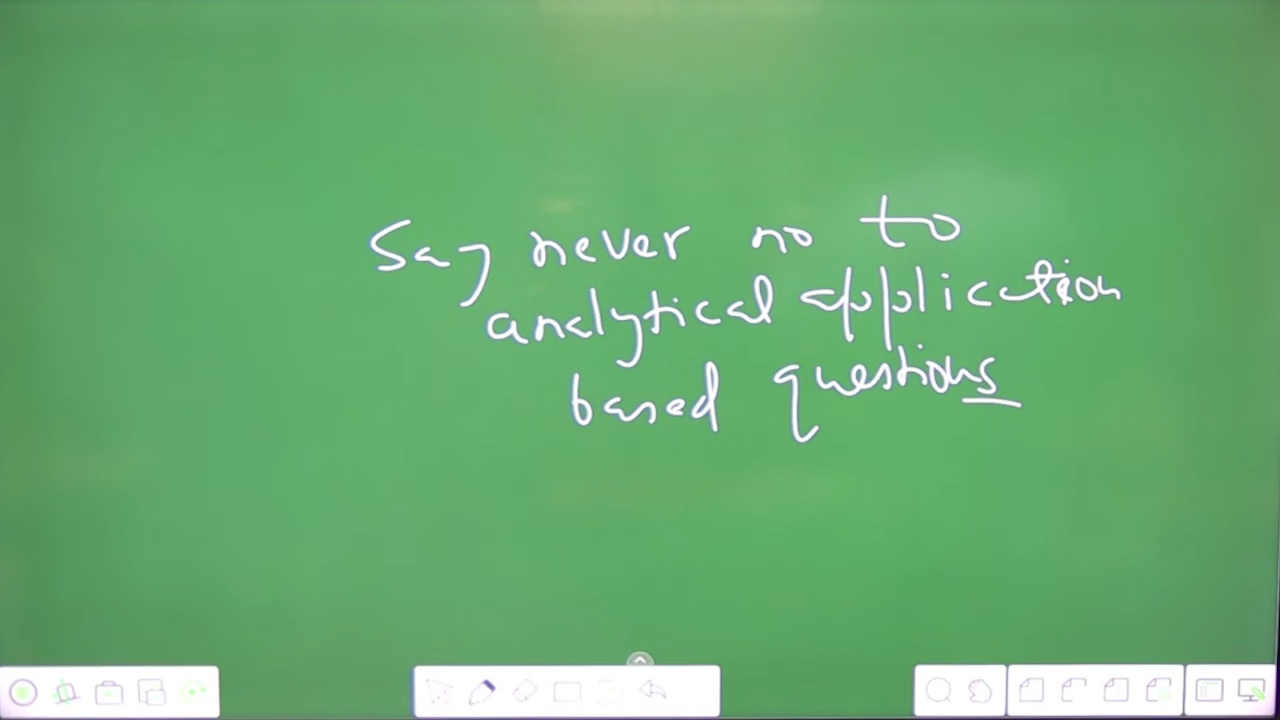 Say never no to
analytical application
based questions